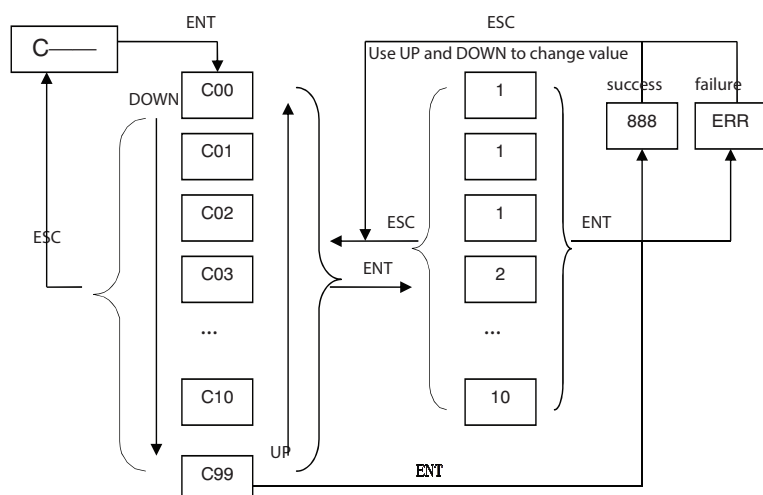 ENT
ESC
C——
Use UP and DOWN to change value
C00
1
success
failure
DOWN
888
ERR
C01
1
C02
1
ESC
ESC
ENT
C03
2
ENT
...
...
C10
10
UP
C99
ENT